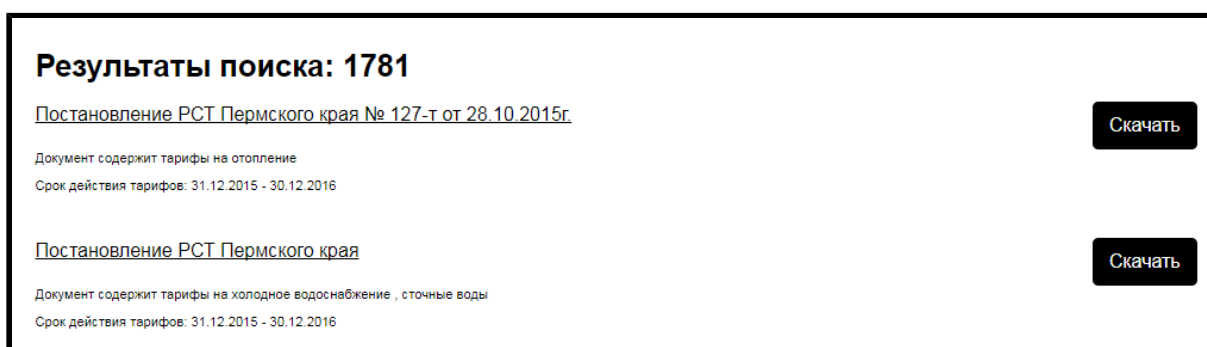 Результаты поиска: 1781
Постановление РСТ Пермского края № 127-т от 28.10.2015г.
Скачать
Документ содержит тарифы на отопление
Срок действия тарифов: 31.12.2015 - 30.12.2016
Постановление РСТ Пермского края
Скачать
Документ содержит тарифы на холодное водоснабжение , сточные воды
Срок действия тарифов: 31.12.2015 - 30.12.2016